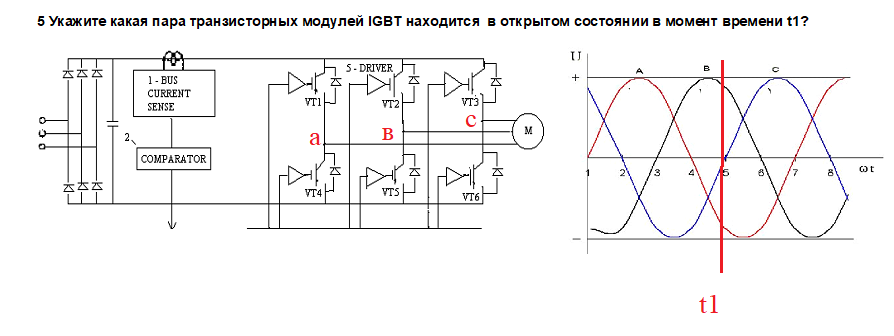 5 Укажите какая пара транзисторных модулей IGBT находится в открытом состоянии в момент времени t1?
1 - BUS
CURRENT
SENSE
2
COMPARATOR
5 - DRIVER
VT1
VT2
VT3
а
в
с
M
VT4
VT5
VT6
U
+
A
B
C
1
2
3
4
5
6
7
8
ωt
−
t1